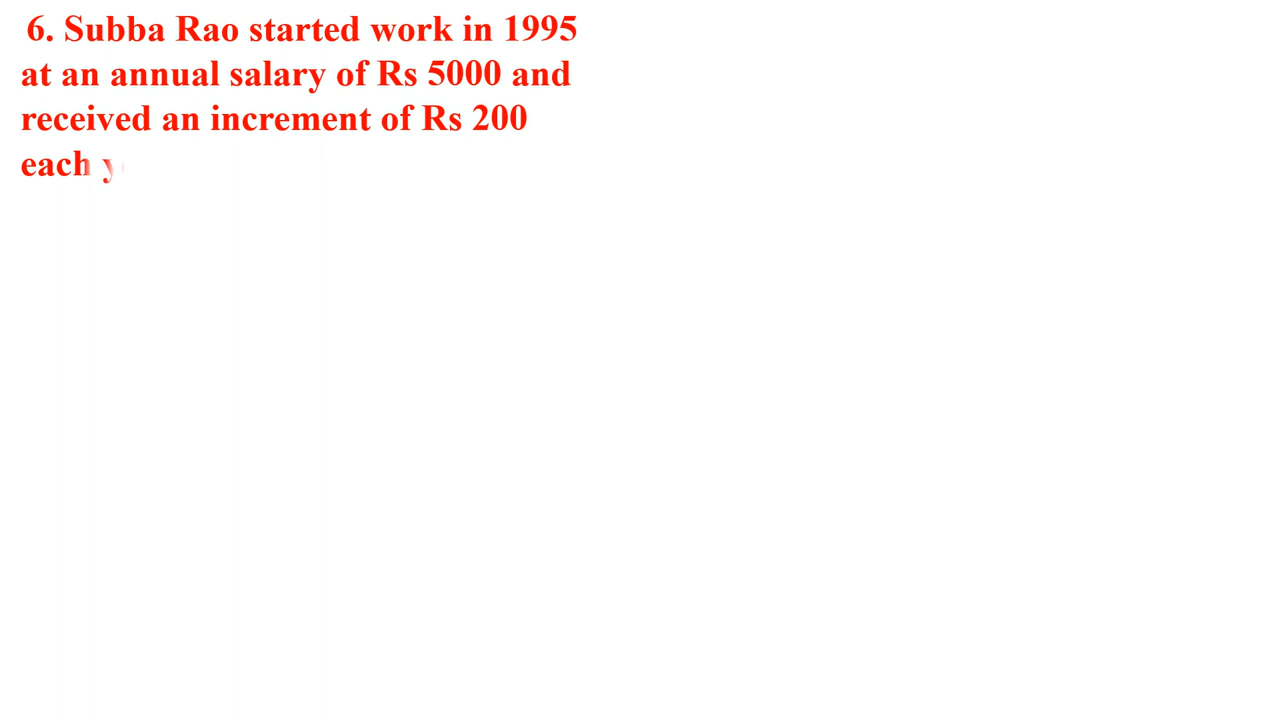 6. Subba Rao started work in 1995
at an annual salary of Rs 5000 and
received an increment of Rs 200
each